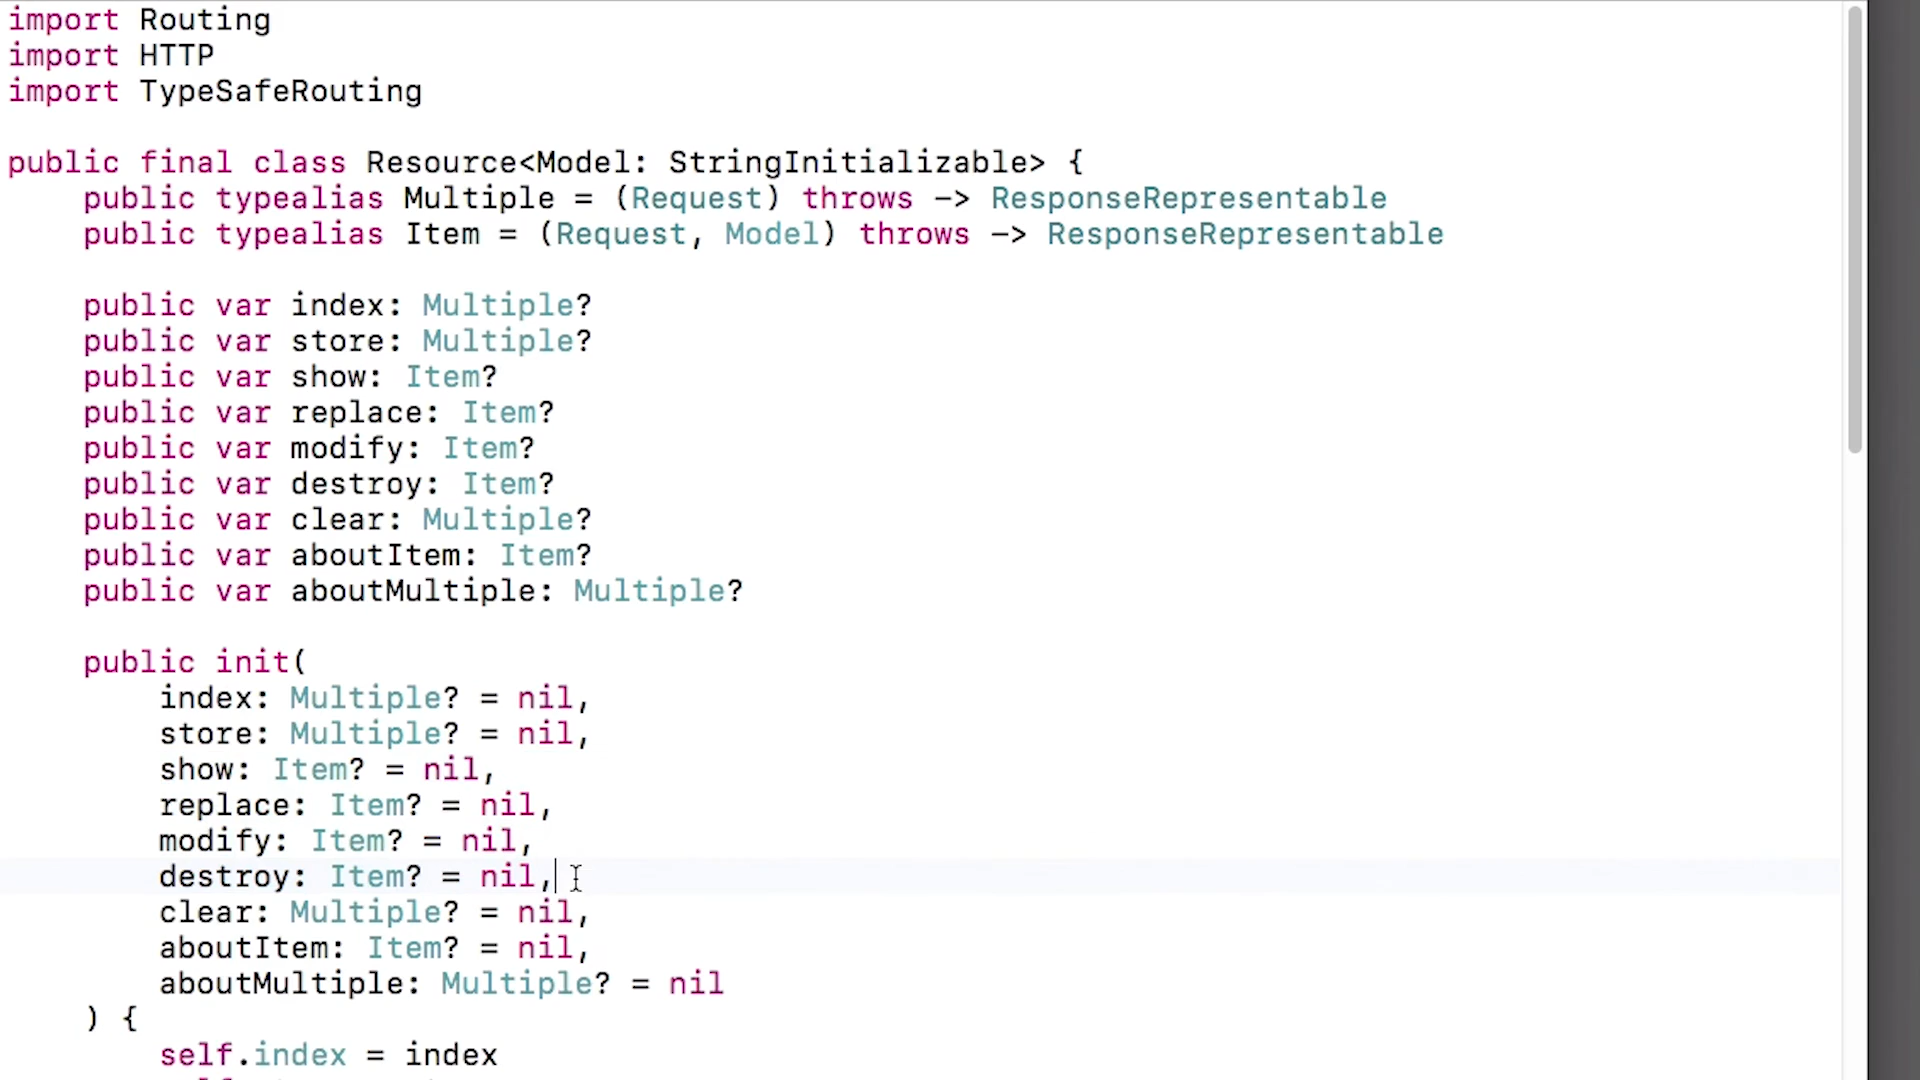 import Routing
import HTTP
import TypeSafeRouting
public final class Resource<Model: StringInitializable> {
public typealias Multiple = (Request) throws -> ResponseRepresentable
public typealias Item = (Request, Model) throws -> ResponseRepresentable
public var index: Multiple?
public var store: Multiple?
public var show: Item?
public var replace: Item?
public var modify: Item?
public var destroy: Item?
public var clear: Multiple?
public var aboutItem: Item?
public var aboutMultiple: Multiple?
public init(
index: Multiple? = nil,
store: Multiple? = nil,
show: Item? = nil,
replace: Item? = nil,
modify: Item? = nil,
destroy: Item? = nil,
clear: Multiple? = nil,
aboutItem: Item? = nil,
aboutMultiple: Multiple? = nil
) {
self.index = index